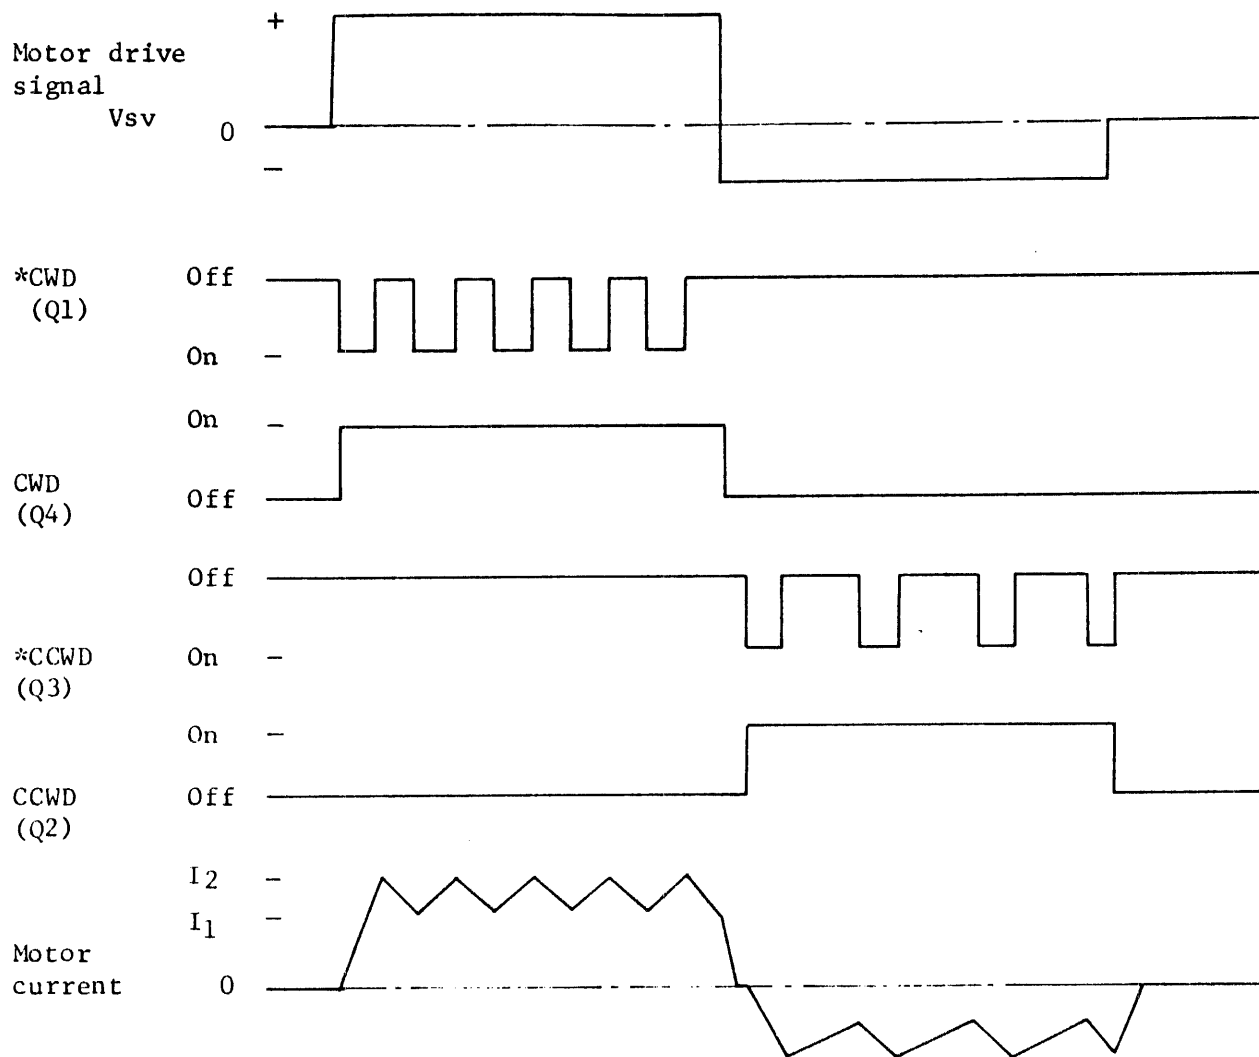 +
Motor drive
signal
Vsv
0
−
*CWD
(Q1)
Off
On
On
CWD
(Q4)
Off
Off
*CCWD
(Q3)
On
On
CCWD
(Q2)
Off
I2
I1
Motor
current
0